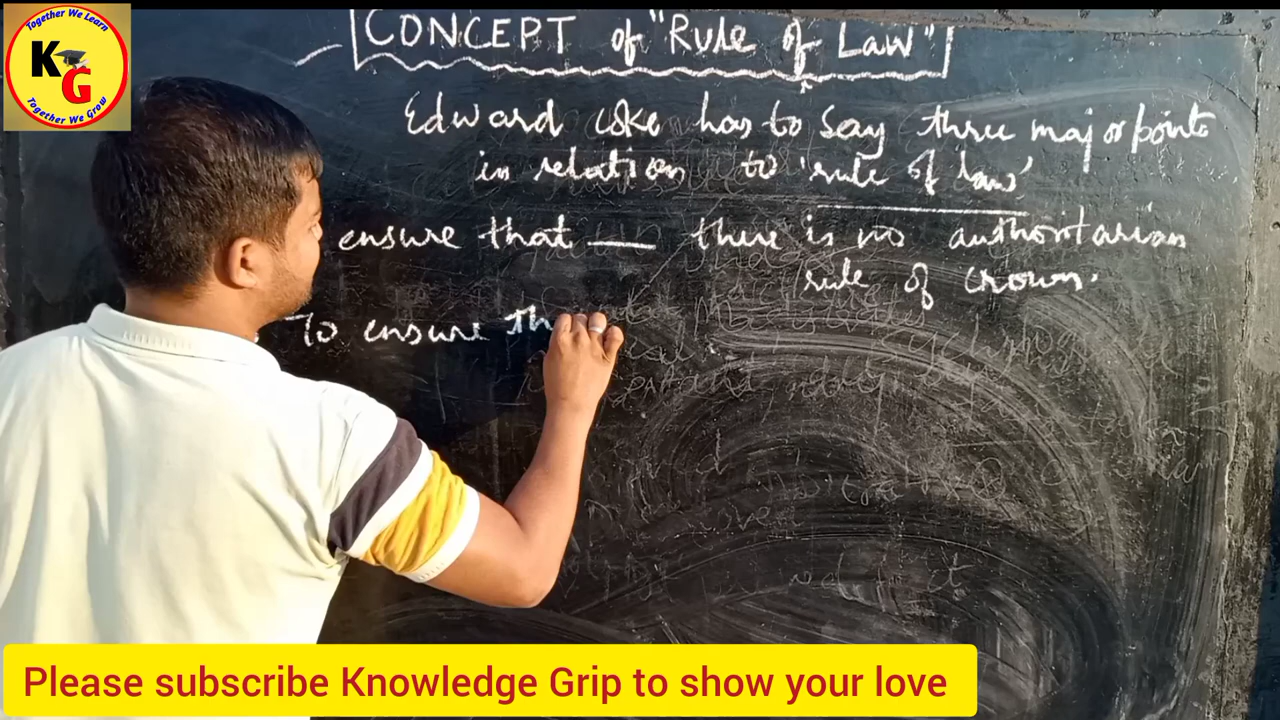 Together We Learn
KG
Together We Grow
CONCEPT of "Rule of Law"
Edward Coke has to say three major points
in relation to 'rule of law'
ensure that — there is no authoritarian
rule of crown.
To ensure th
Please subscribe Knowledge Grip to show your love